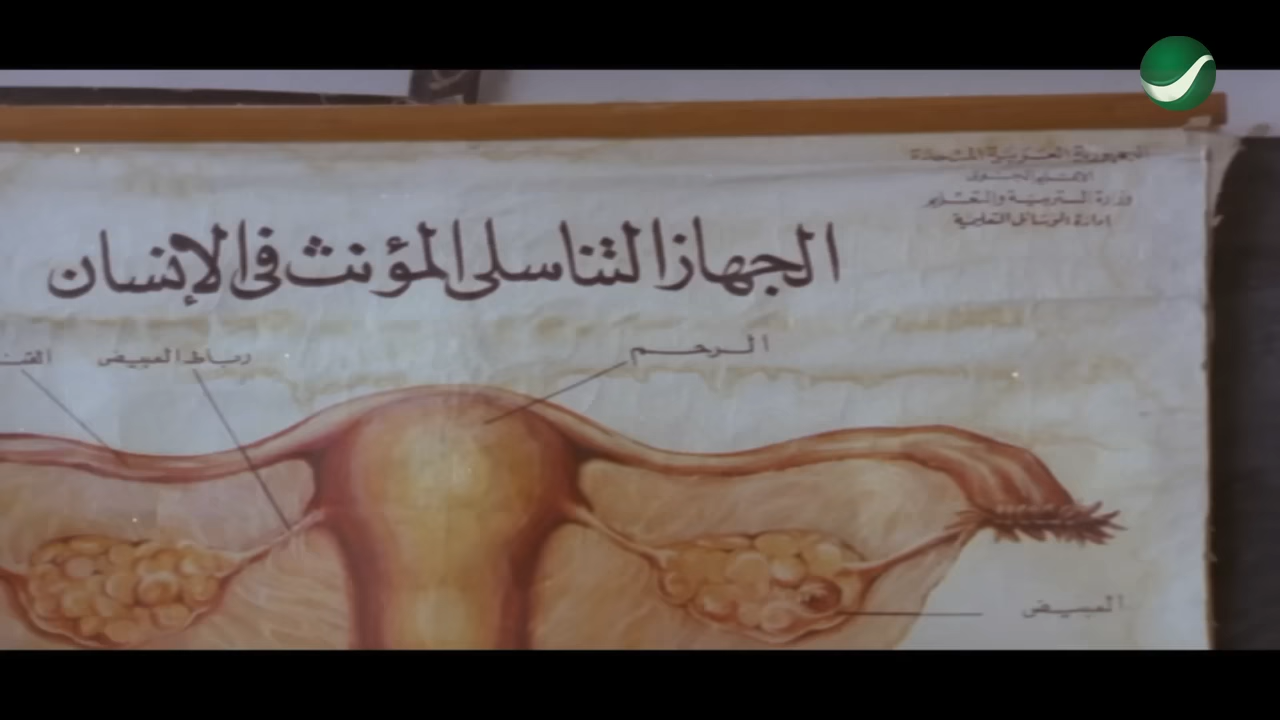 الجمهورية العربية المتحدة
وزارة التربية والتعليم
إدارة الوسائل التعليمية
الجهاز التناسلى المؤنث فى الإنسان
الرحم
رباط المبيض
المبيض